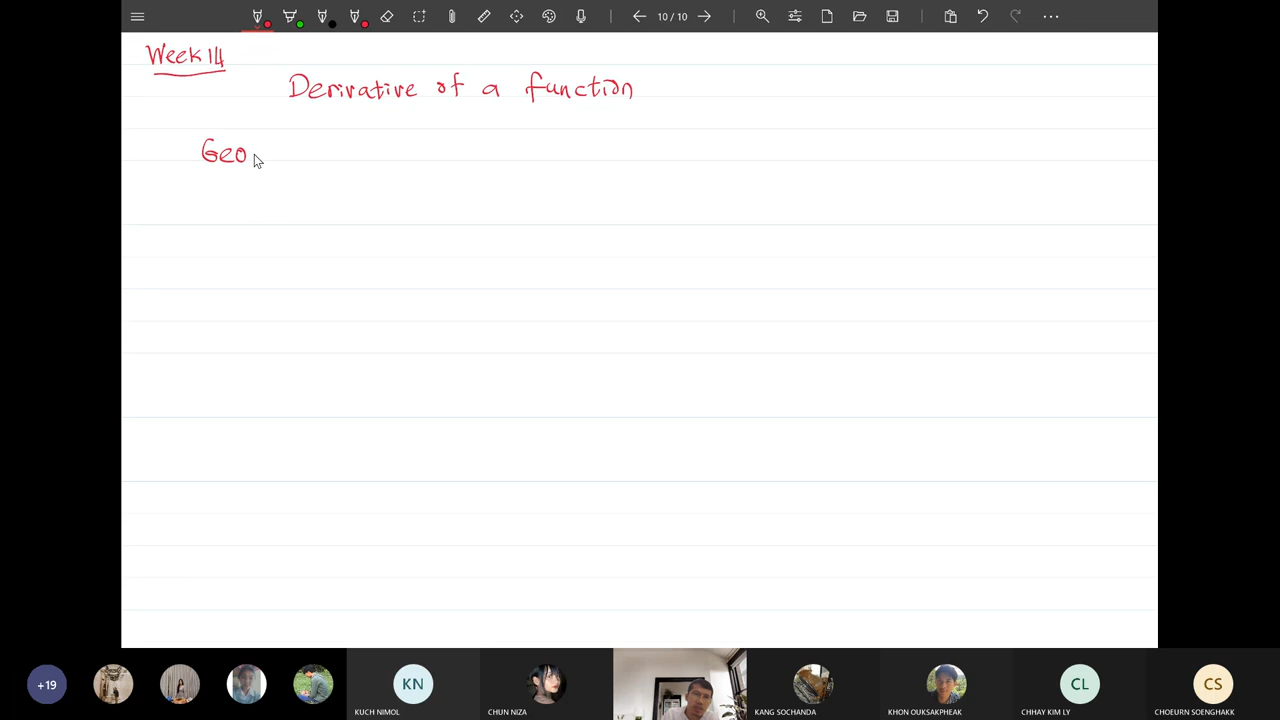 10 / 10
Week 14
Derivative of a function
Geo
+19
KN
KUCH NIMOL
CHUN NIZA
KANG SOCHANDA
KHON OUKSAKPHEAK
CL
CHHAY KIM LY
CS
CHOEURN SOENGHAKK